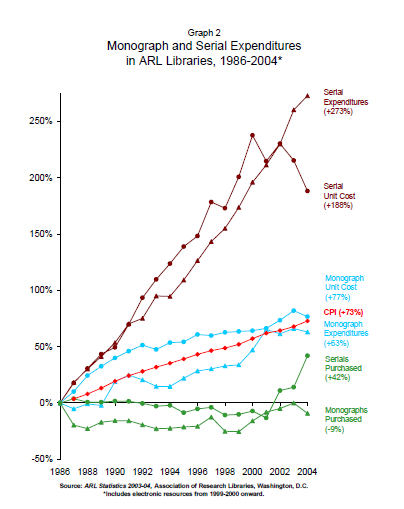 Graph 2
Monograph and Serial Expenditures
in ARL Libraries, 1986-2004*
Serial
Expenditures
(+273%)
250%
200%
Serial
Unit Cost
(+188%)
150%
Monograph
Unit Cost
(+77%)
100%
CPI (+73%)
Monograph
Expenditures
(+63%)
50%
Serials
Purchased
(+42%)
0%
Monographs
Purchased
(-9%)
-50%
1986 1988 1990 1992 1994 1996 1998 2000 2002 2004
Source: ARL Statistics 2003-04, Association of Research Libraries, Washington, D.C.
*Includes electronic resources from 1999-2000 onward.